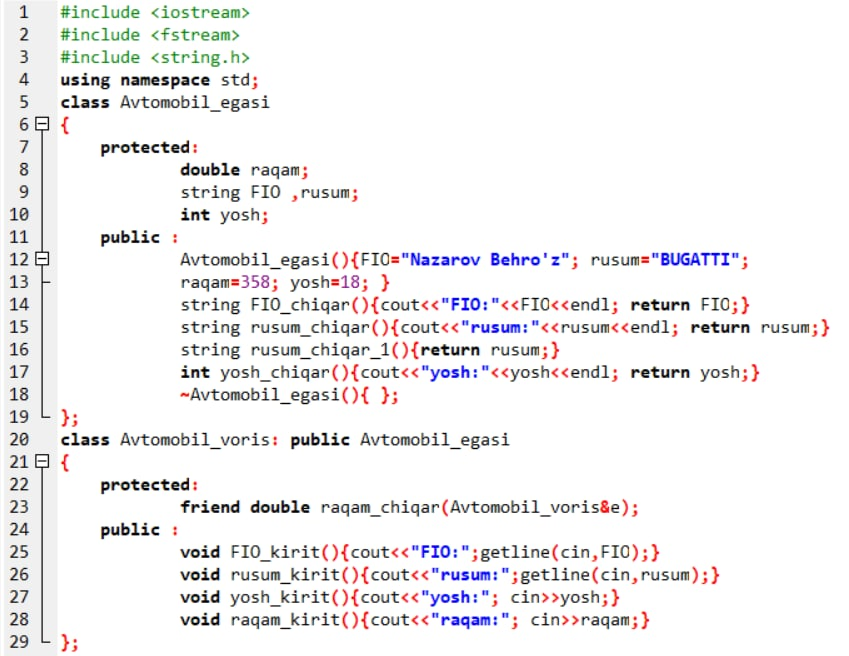 1 #include <iostream>
2 #include <fstream>
3 #include <string.h>
4 using namespace std;
5 class Avtomobil_egasi
6 {
7 protected:
8 double raqam;
9 string FIO ,rusum;
10 int yosh;
11 public :
12 Avtomobil_egasi(){FIO="Nazarov Behro'z"; rusum="BUGATTI";
13 raqam=358; yosh=18; }
14 string FIO_chiqar(){cout<<"FIO:"<<FIO<<endl; return FIO;}
15 string rusum_chiqar(){cout<<"rusum:"<<rusum<<endl; return rusum;}
16 string rusum_chiqar_1(){return rusum;}
17 int yosh_chiqar(){cout<<"yosh:"<<yosh<<endl; return yosh;}
18 ~Avtomobil_egasi(){ };
19 };
20 class Avtomobil_voris: public Avtomobil_egasi
21 {
22 protected:
23 friend double raqam_chiqar(Avtomobil_voris&e);
24 public :
25 void FIO_kirit(){cout<<"FIO:";getline(cin,FIO);}
26 void rusum_kirit(){cout<<"rusum:";getline(cin,rusum);}
27 void yosh_kirit(){cout<<"yosh:"; cin>>yosh;}
28 void raqam_kirit(){cout<<"raqam:"; cin>>raqam;}
29 };